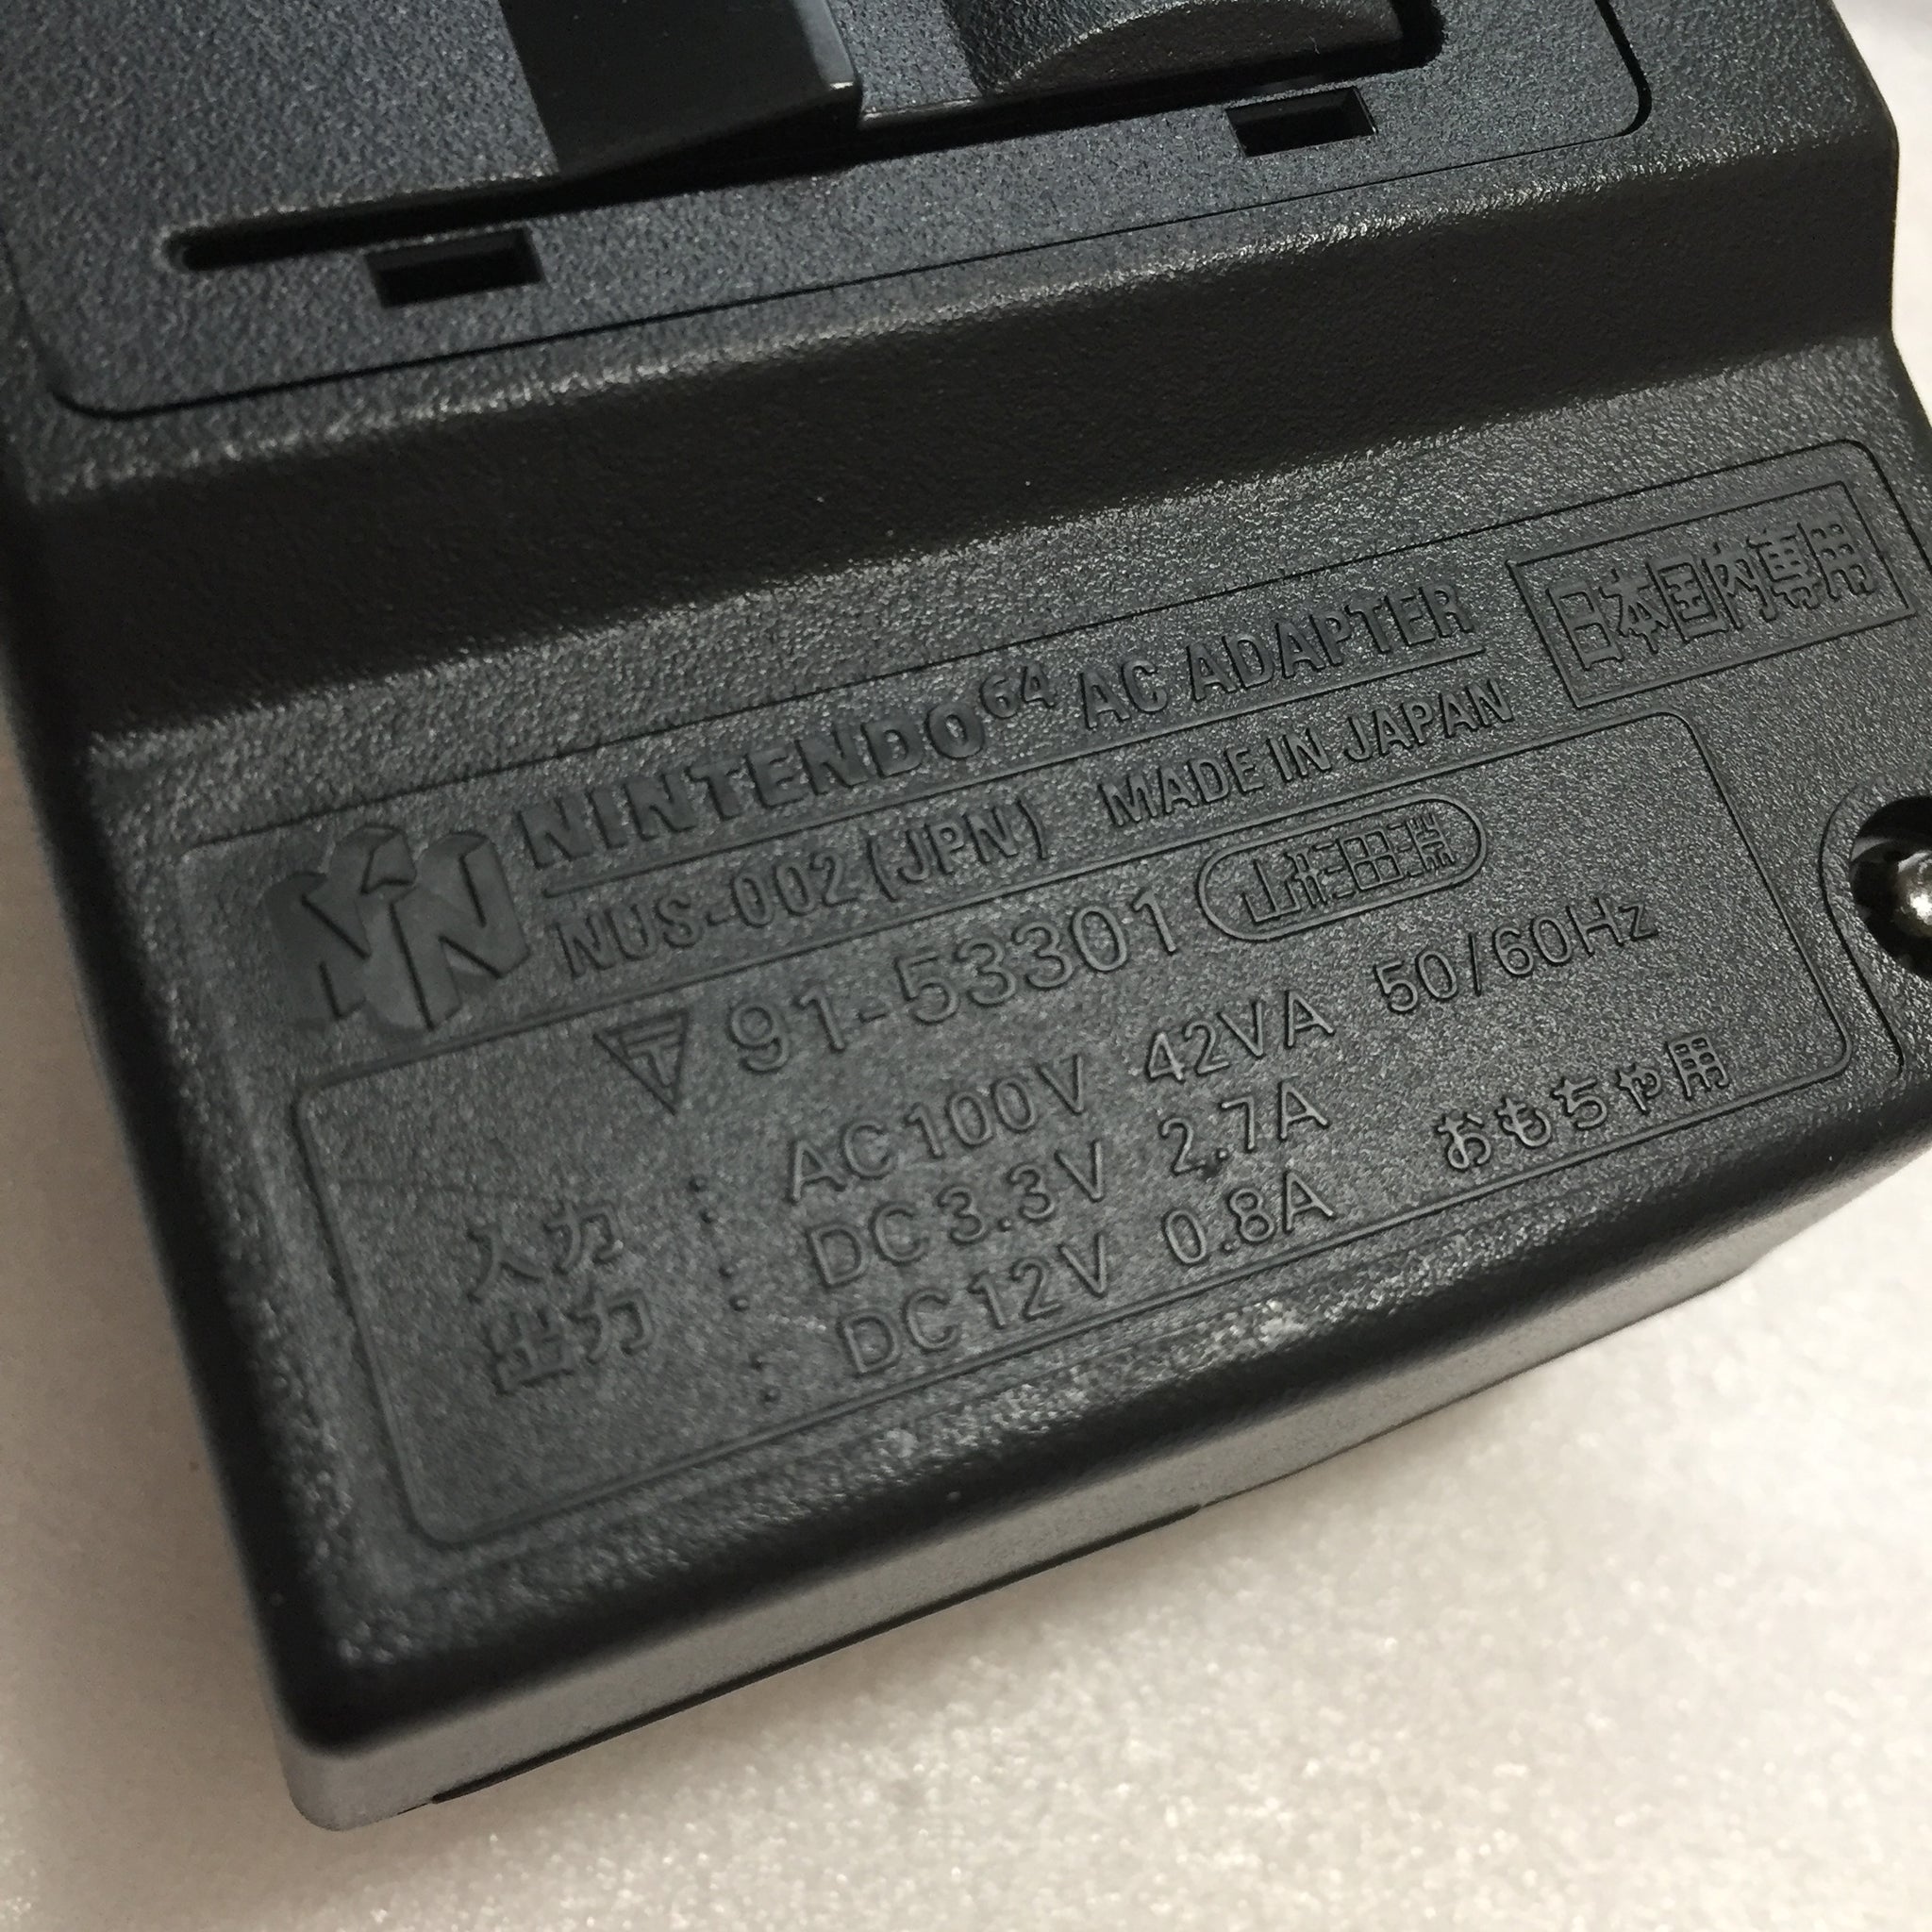 NINTENDO64 AC ADAPTER 日本国内専用
NUS-002(JPN) MADE IN JAPAN
〒 91-53301
入力 : AC100V 42VA 50/60Hz
出力 : DC3.3V 2.7A
: DC12V 0.8A おもちゃ用